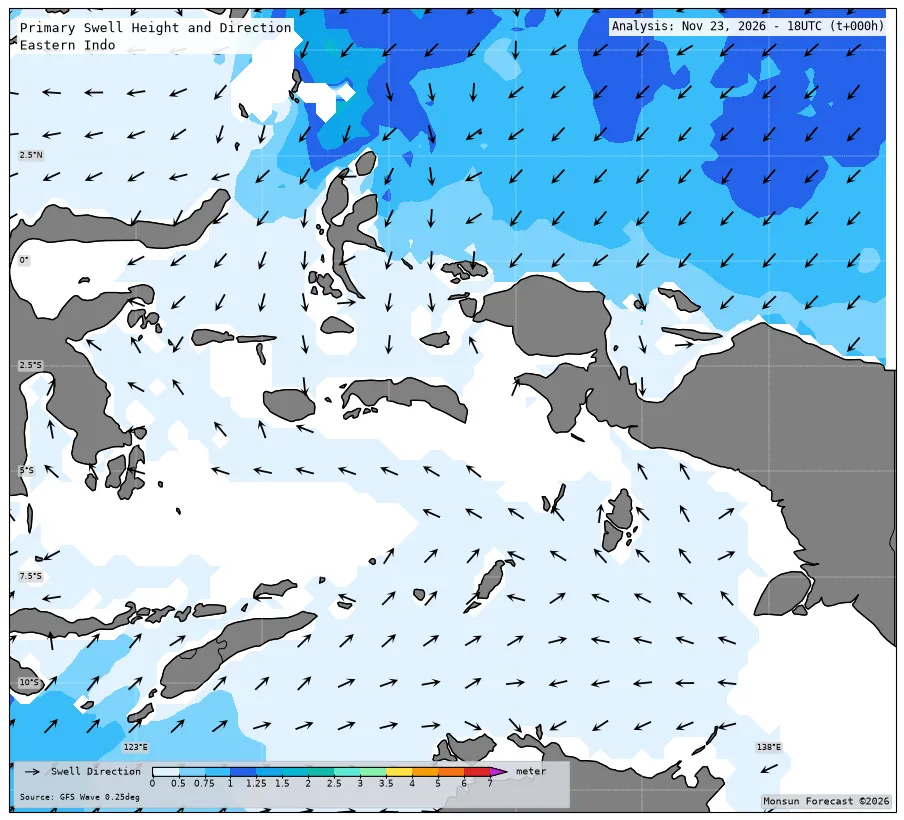 Primary Swell Height and Direction
Eastern Indo
Analysis: Nov 23, 2026 - 18UTC (t+000h)
2.5°N
0°
2.5°S
5°S
7.5°S
10°S
123°E
138°E
Swell Direction
0 0.5 0.75 1 1.25 1.5 2 2.5 3 3.5 4 5 6 7
meter
Source: GFS Wave 0.25deg
Monsun Forecast ©2026